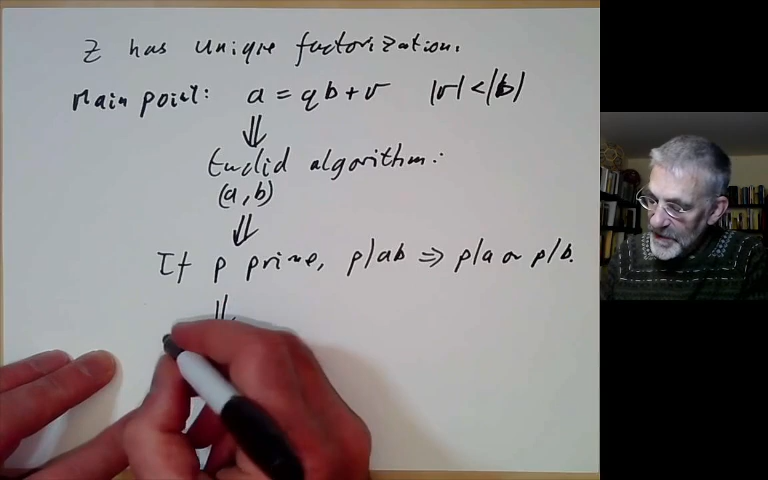 Z has unique factorization.
Main point: a = qb + r |r| < |b|
⇓
Euclid algorithm:
(a, b)
⇓
If p prime, p|ab ⇒ p|a or p|b.
⇓